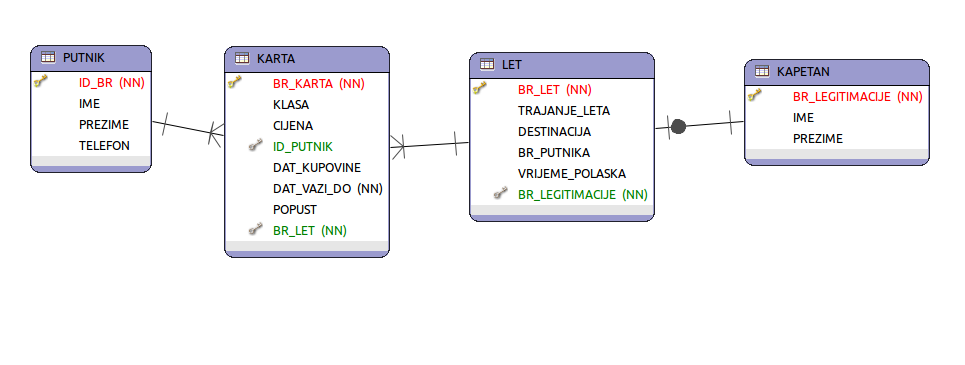 PUTNIK
ID_BR (NN)
IME
PREZIME
TELEFON
KARTA
BR_KARTA (NN)
KLASA
CIJENA
ID_PUTNIK
DAT_KUPOVINE
DAT_VAZI_DO (NN)
POPUST
BR_LET (NN)
LET
BR_LET (NN)
TRAJANJE_LETA
DESTINACIJA
BR_PUTNIKA
VRIJEME_POLASKA
BR_LEGITIMACIJE (NN)
KAPETAN
BR_LEGITIMACIJE (NN)
IME
PREZIME